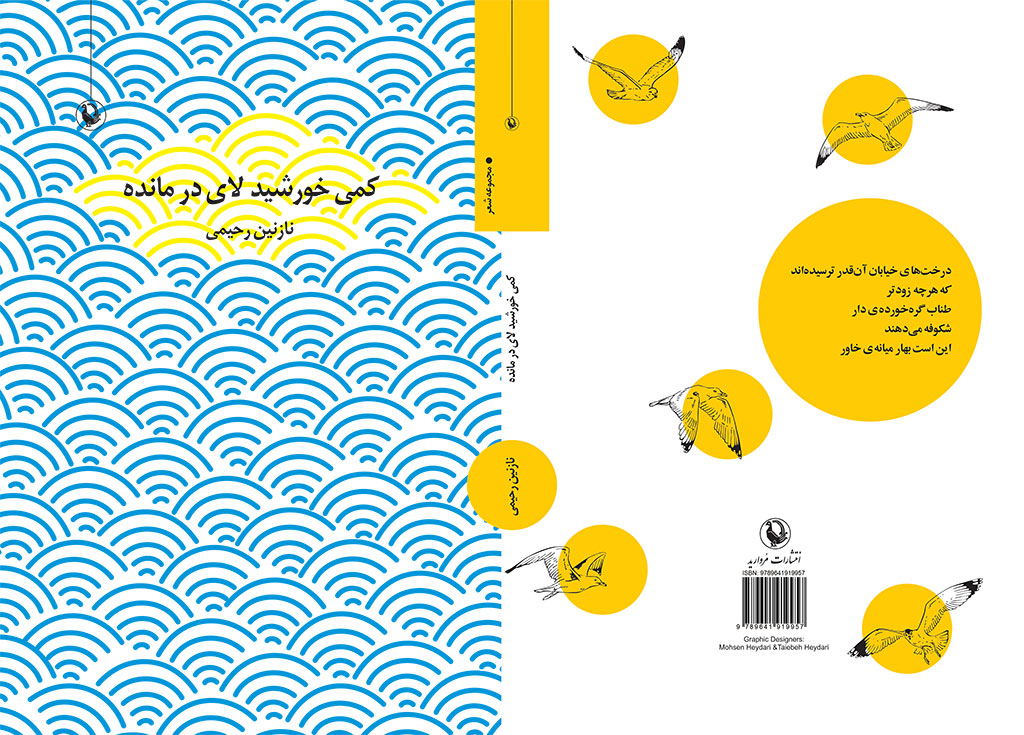 کمی خورشید لای در مانده
نازنین رحیمی
● مجموعه‌شعر
کمی خورشید لای در مانده
نازنین رحیمی
درخت‌های خیابان آن‌قدر ترسیده‌اند
که هرچه زودتر
طناب گره‌خورده‌ی دار
شکوفه می‌دهند
این است بهار میانه‌ی خاور
انتشارات مُروارید
ISBN: 9789641919957
9 789641 919957
Graphic Designers:
Mohsen Heydari &Taiebeh Heydari